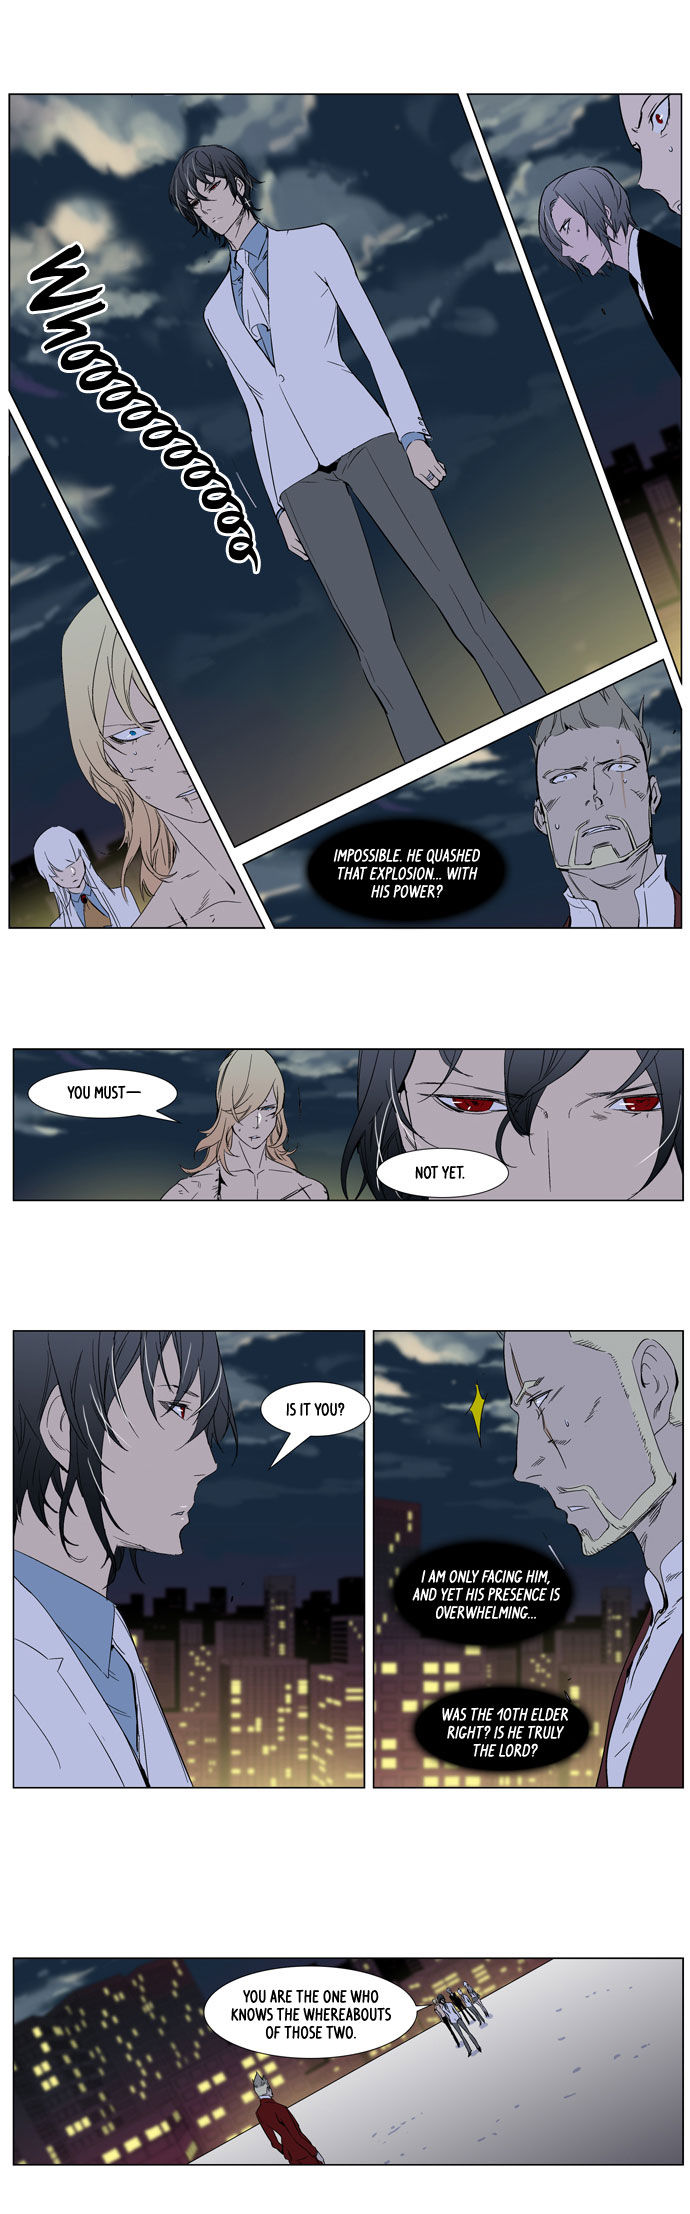 Whooooooooooooo
IMPOSSIBLE. HE QUASHED
THAT EXPLOSION... WITH
HIS POWER?
YOU MUST—
NOT YET.
IS IT YOU?
I AM ONLY FACING HIM,
AND YET HIS PRESENCE IS
OVERWHELMING...
WAS THE 10TH ELDER
RIGHT? IS HE TRULY
THE LORD?
YOU ARE THE ONE WHO
KNOWS THE WHEREABOUTS
OF THOSE TWO.